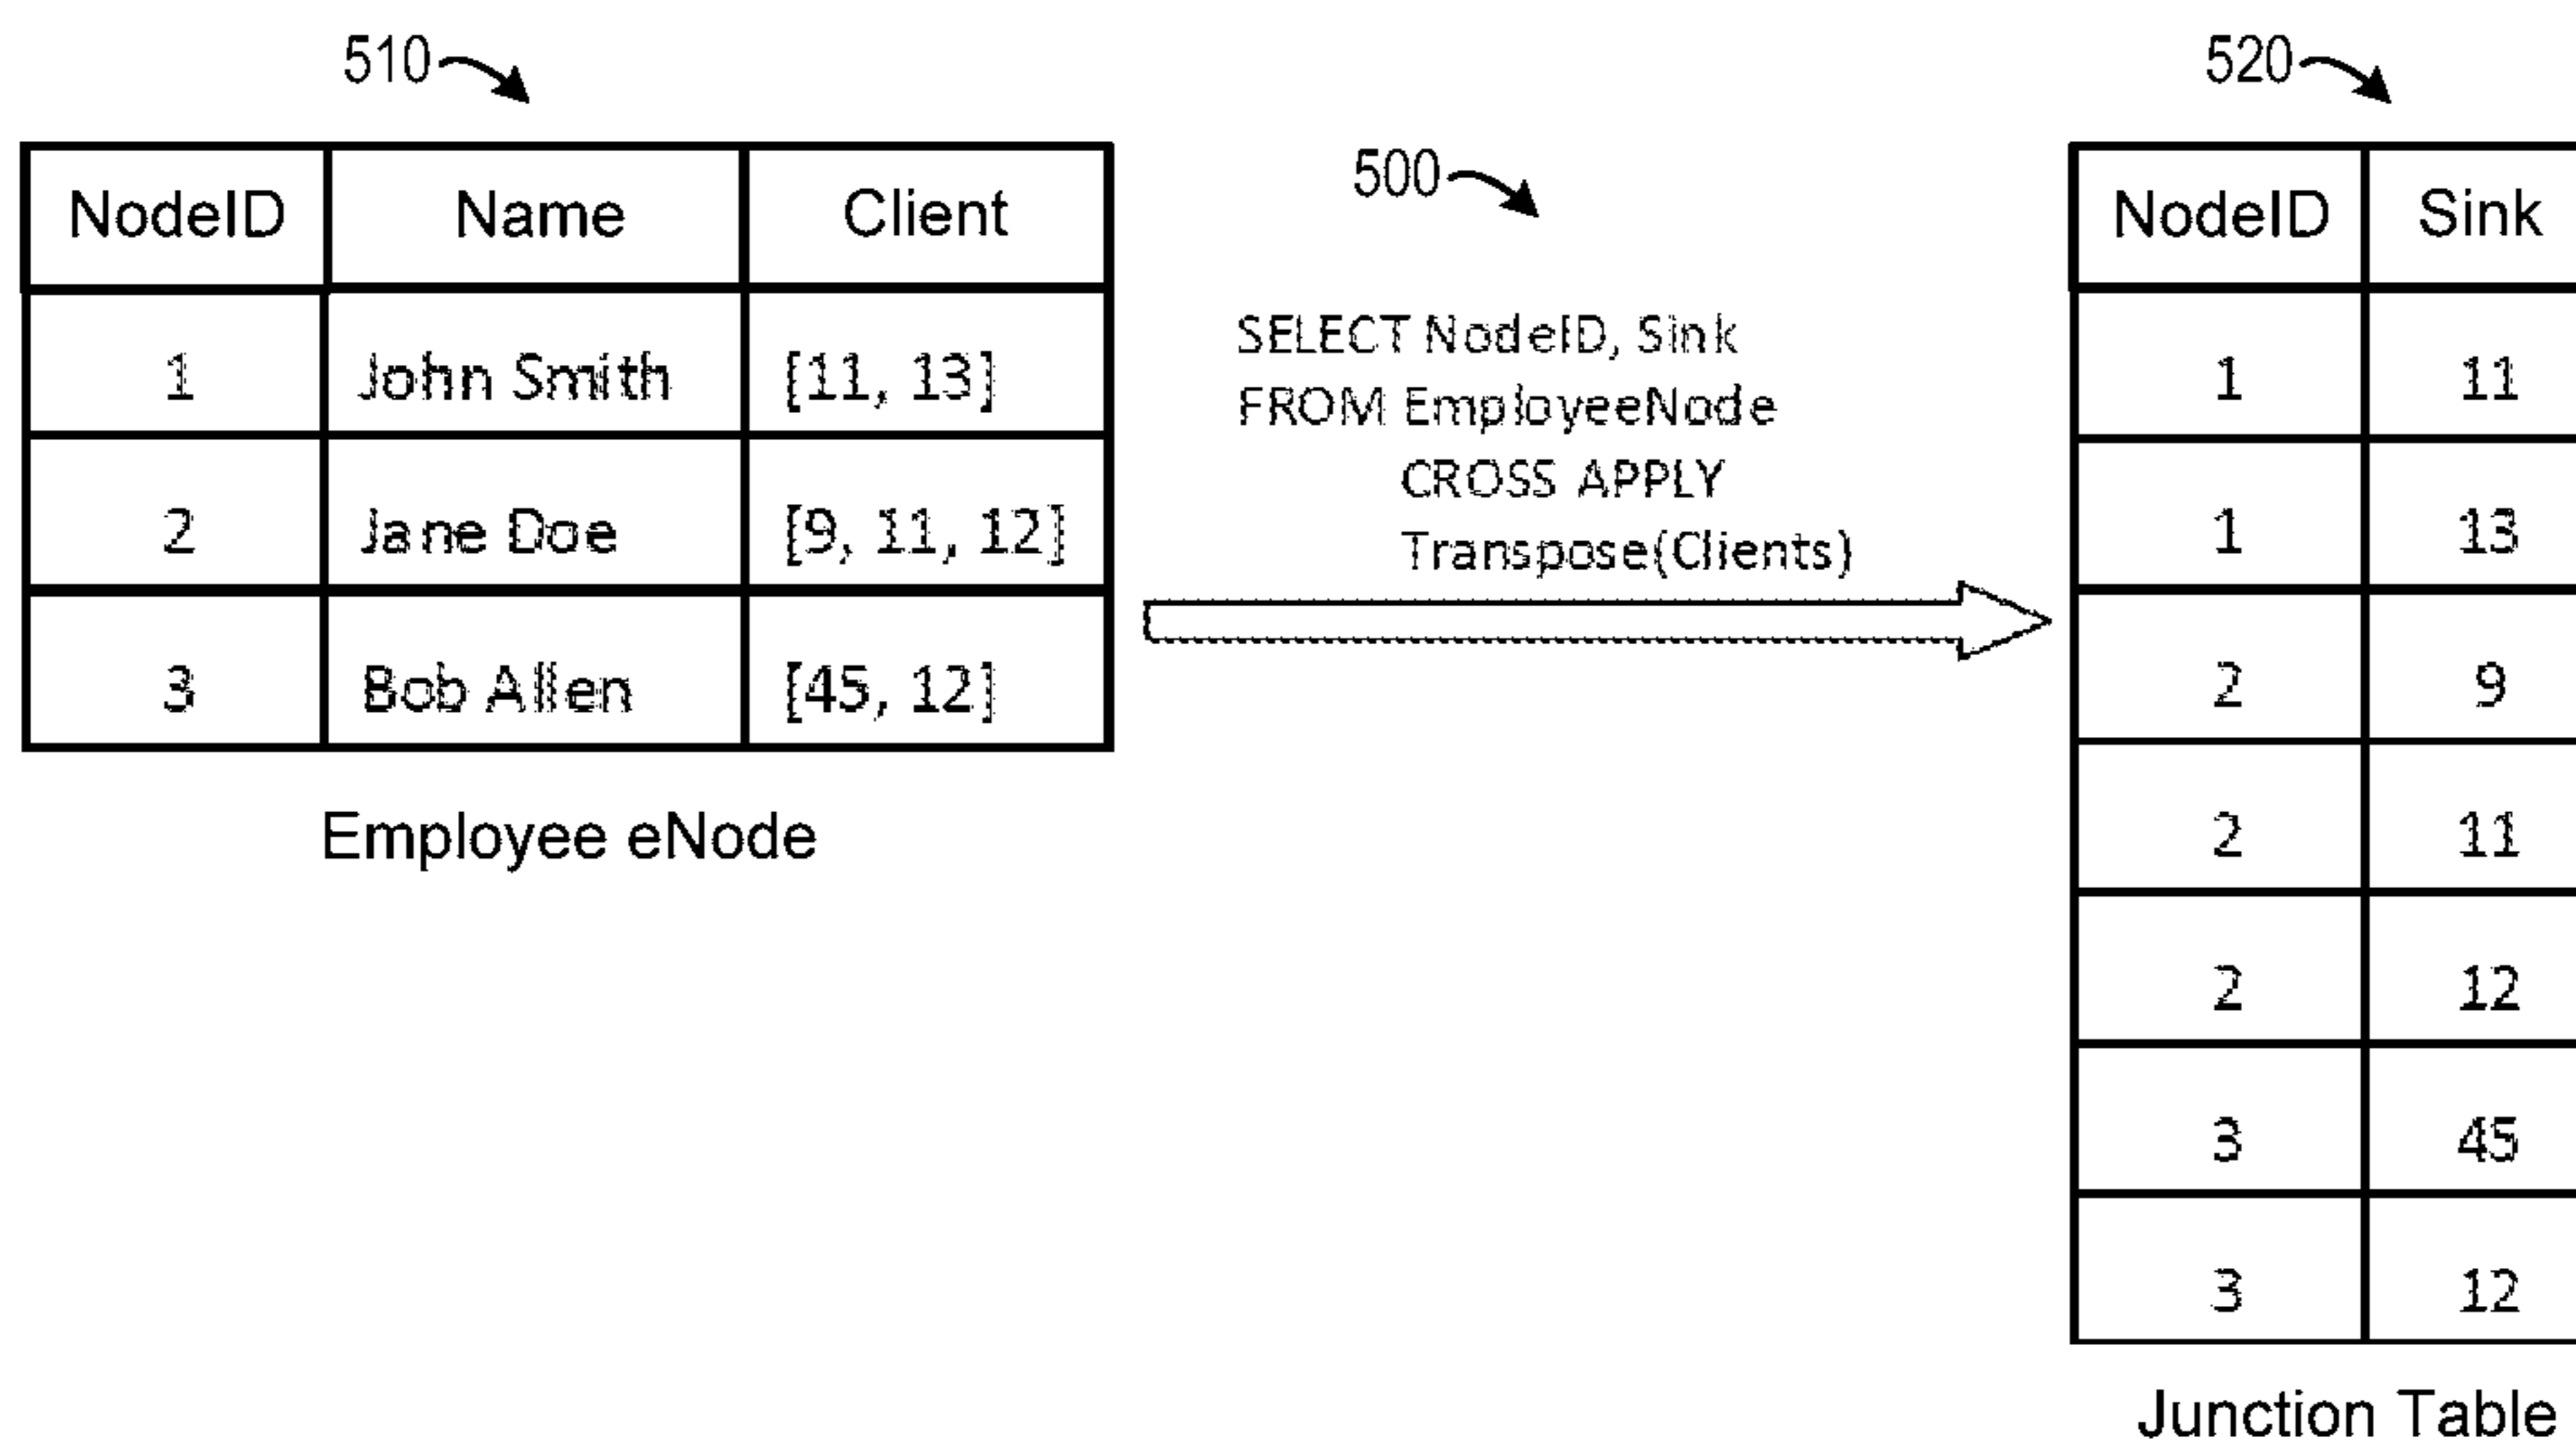 510
NodeID Name Client
1 John Smith [11, 13]
2 Jane Doe [9, 11, 12]
3 Bob Allen [45, 12]
Employee eNode
500
SELECT NodeID, Sink
FROM EmployeeNode
CROSS APPLY
Transpose(Clients)
520
NodeID Sink
1 11
1 13
2 9
2 11
2 12
3 45
3 12
Junction Table